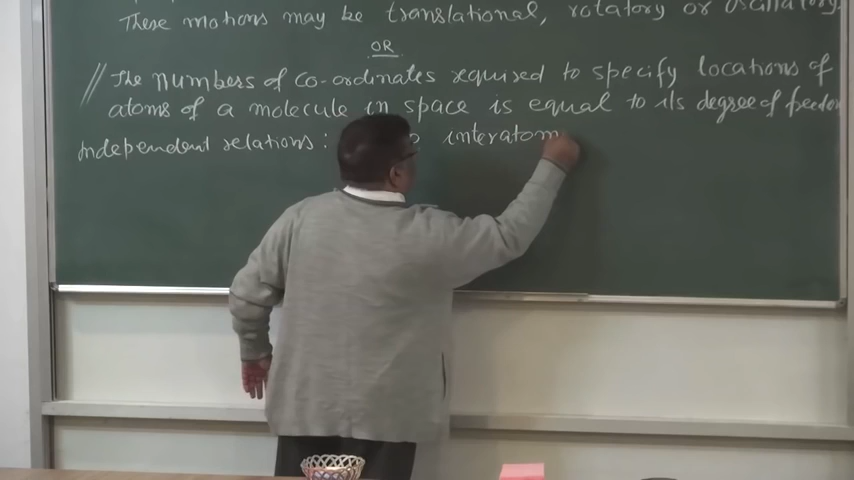 These motions may be translational, rotatory or oscillatory.
OR
// The numbers of co-ordinates required to specify locations of
atoms of a molecule in space is equal to its degree of freedom
independent relations : interatom